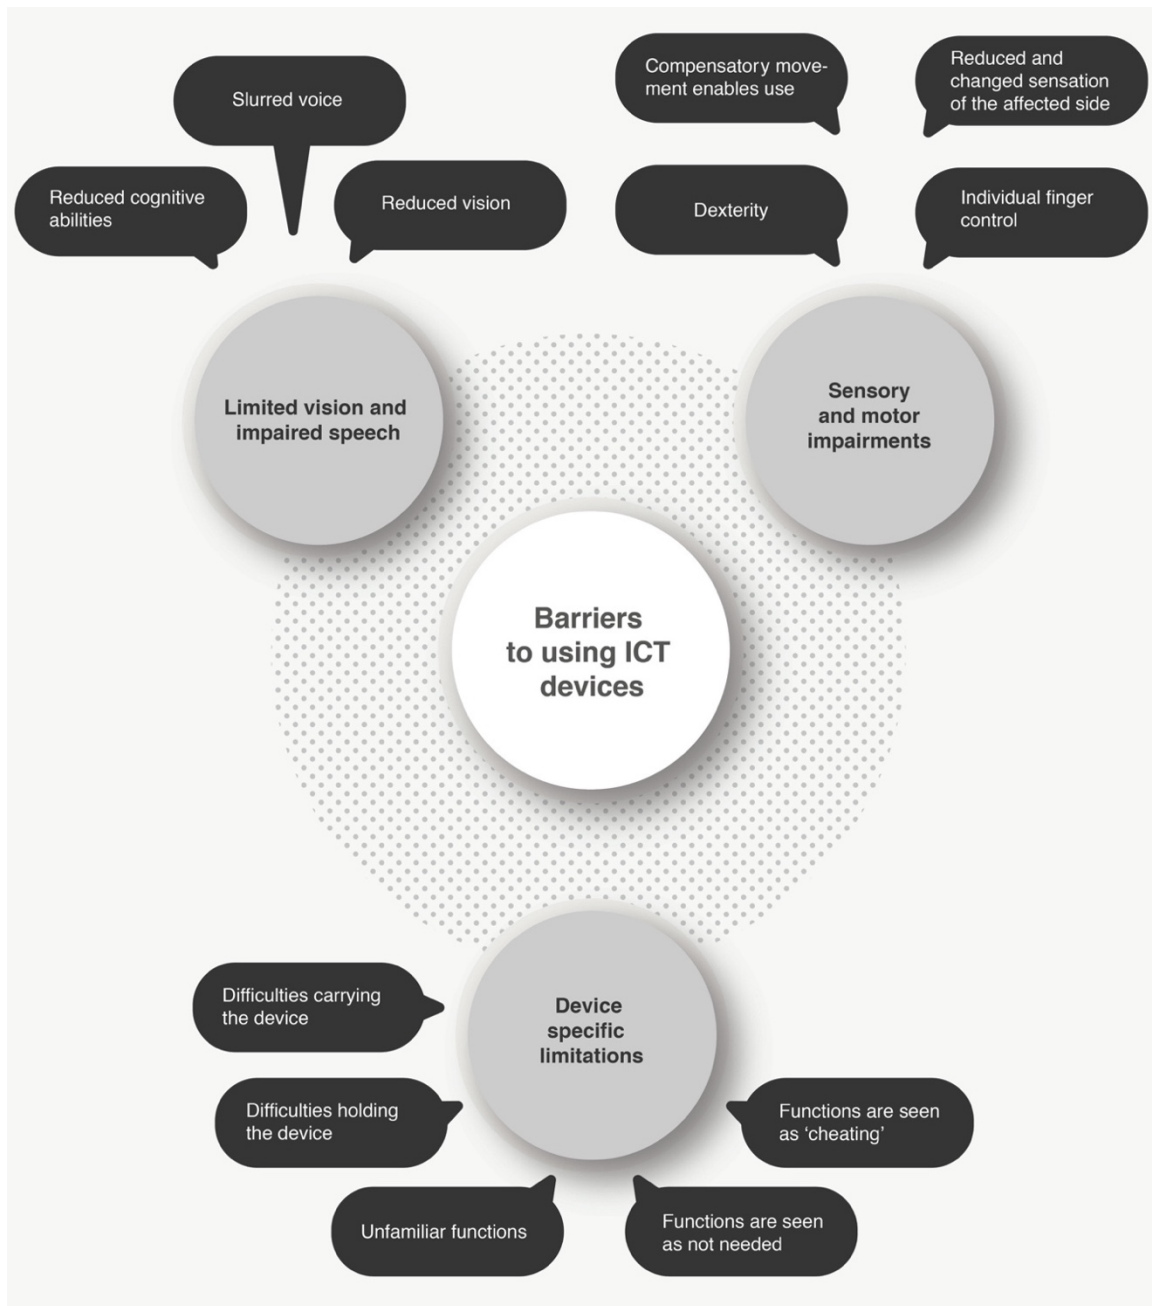 Slurred voice
Reduced cognitive
abilities
Reduced vision
Compensatory move-
ment enables use
Reduced and
changed sensation
of the affected side
Dexterity
Individual finger
control
Limited vision and
impaired speech
Sensory
and motor
impairments
Barriers
to using ICT
devices
Device
specific
limitations
Difficulties carrying
the device
Difficulties holding
the device
Unfamiliar functions
Functions are seen
as ‘cheating’
Functions are seen
as not needed